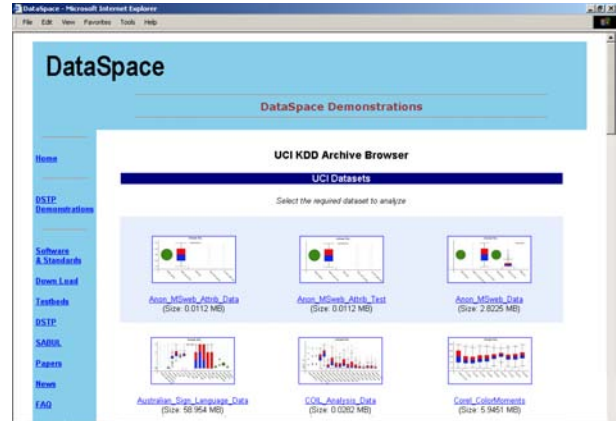 DataSpace - Microsoft Internet Explorer
File Edit View Favorites Tools Help
DataSpace
DataSpace Demonstrations
Home
DSTP
Demonstrations
Software
& Standards
Down Load
Testbeds
DSTP
SABUL
Papers
News
FAQ
UCI KDD Archive Browser
UCI Datasets
Select the required dataset to analyze
Anon_MSweb_Attrib_Data
(Size: 0.0112 MB)
Anon_MSweb_Attrib_Test
(Size: 0.0112 MB)
Anon_MSweb_Data
(Size: 2.8225 MB)
Australian_Sign_Language_Data
(Size: 58.954 MB)
COIL_Analysis_Data
(Size: 0.0282 MB)
Corel_ColorMoments
(Size: 5.9451 MB)